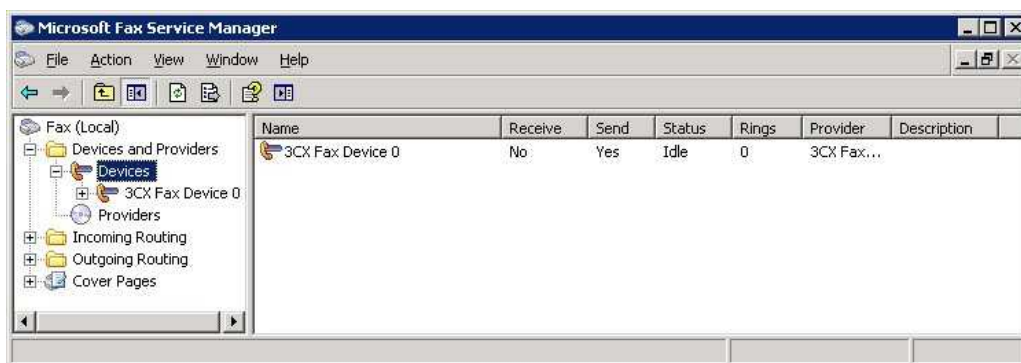 Microsoft Fax Service Manager
File Action View Window Help
Fax (Local)
Devices and Providers
Devices
3CX Fax Device 0
Providers
Incoming Routing
Outgoing Routing
Cover Pages
Name Receive Send Status Rings Provider Description
3CX Fax Device 0 No Yes Idle 0 3CX Fax...